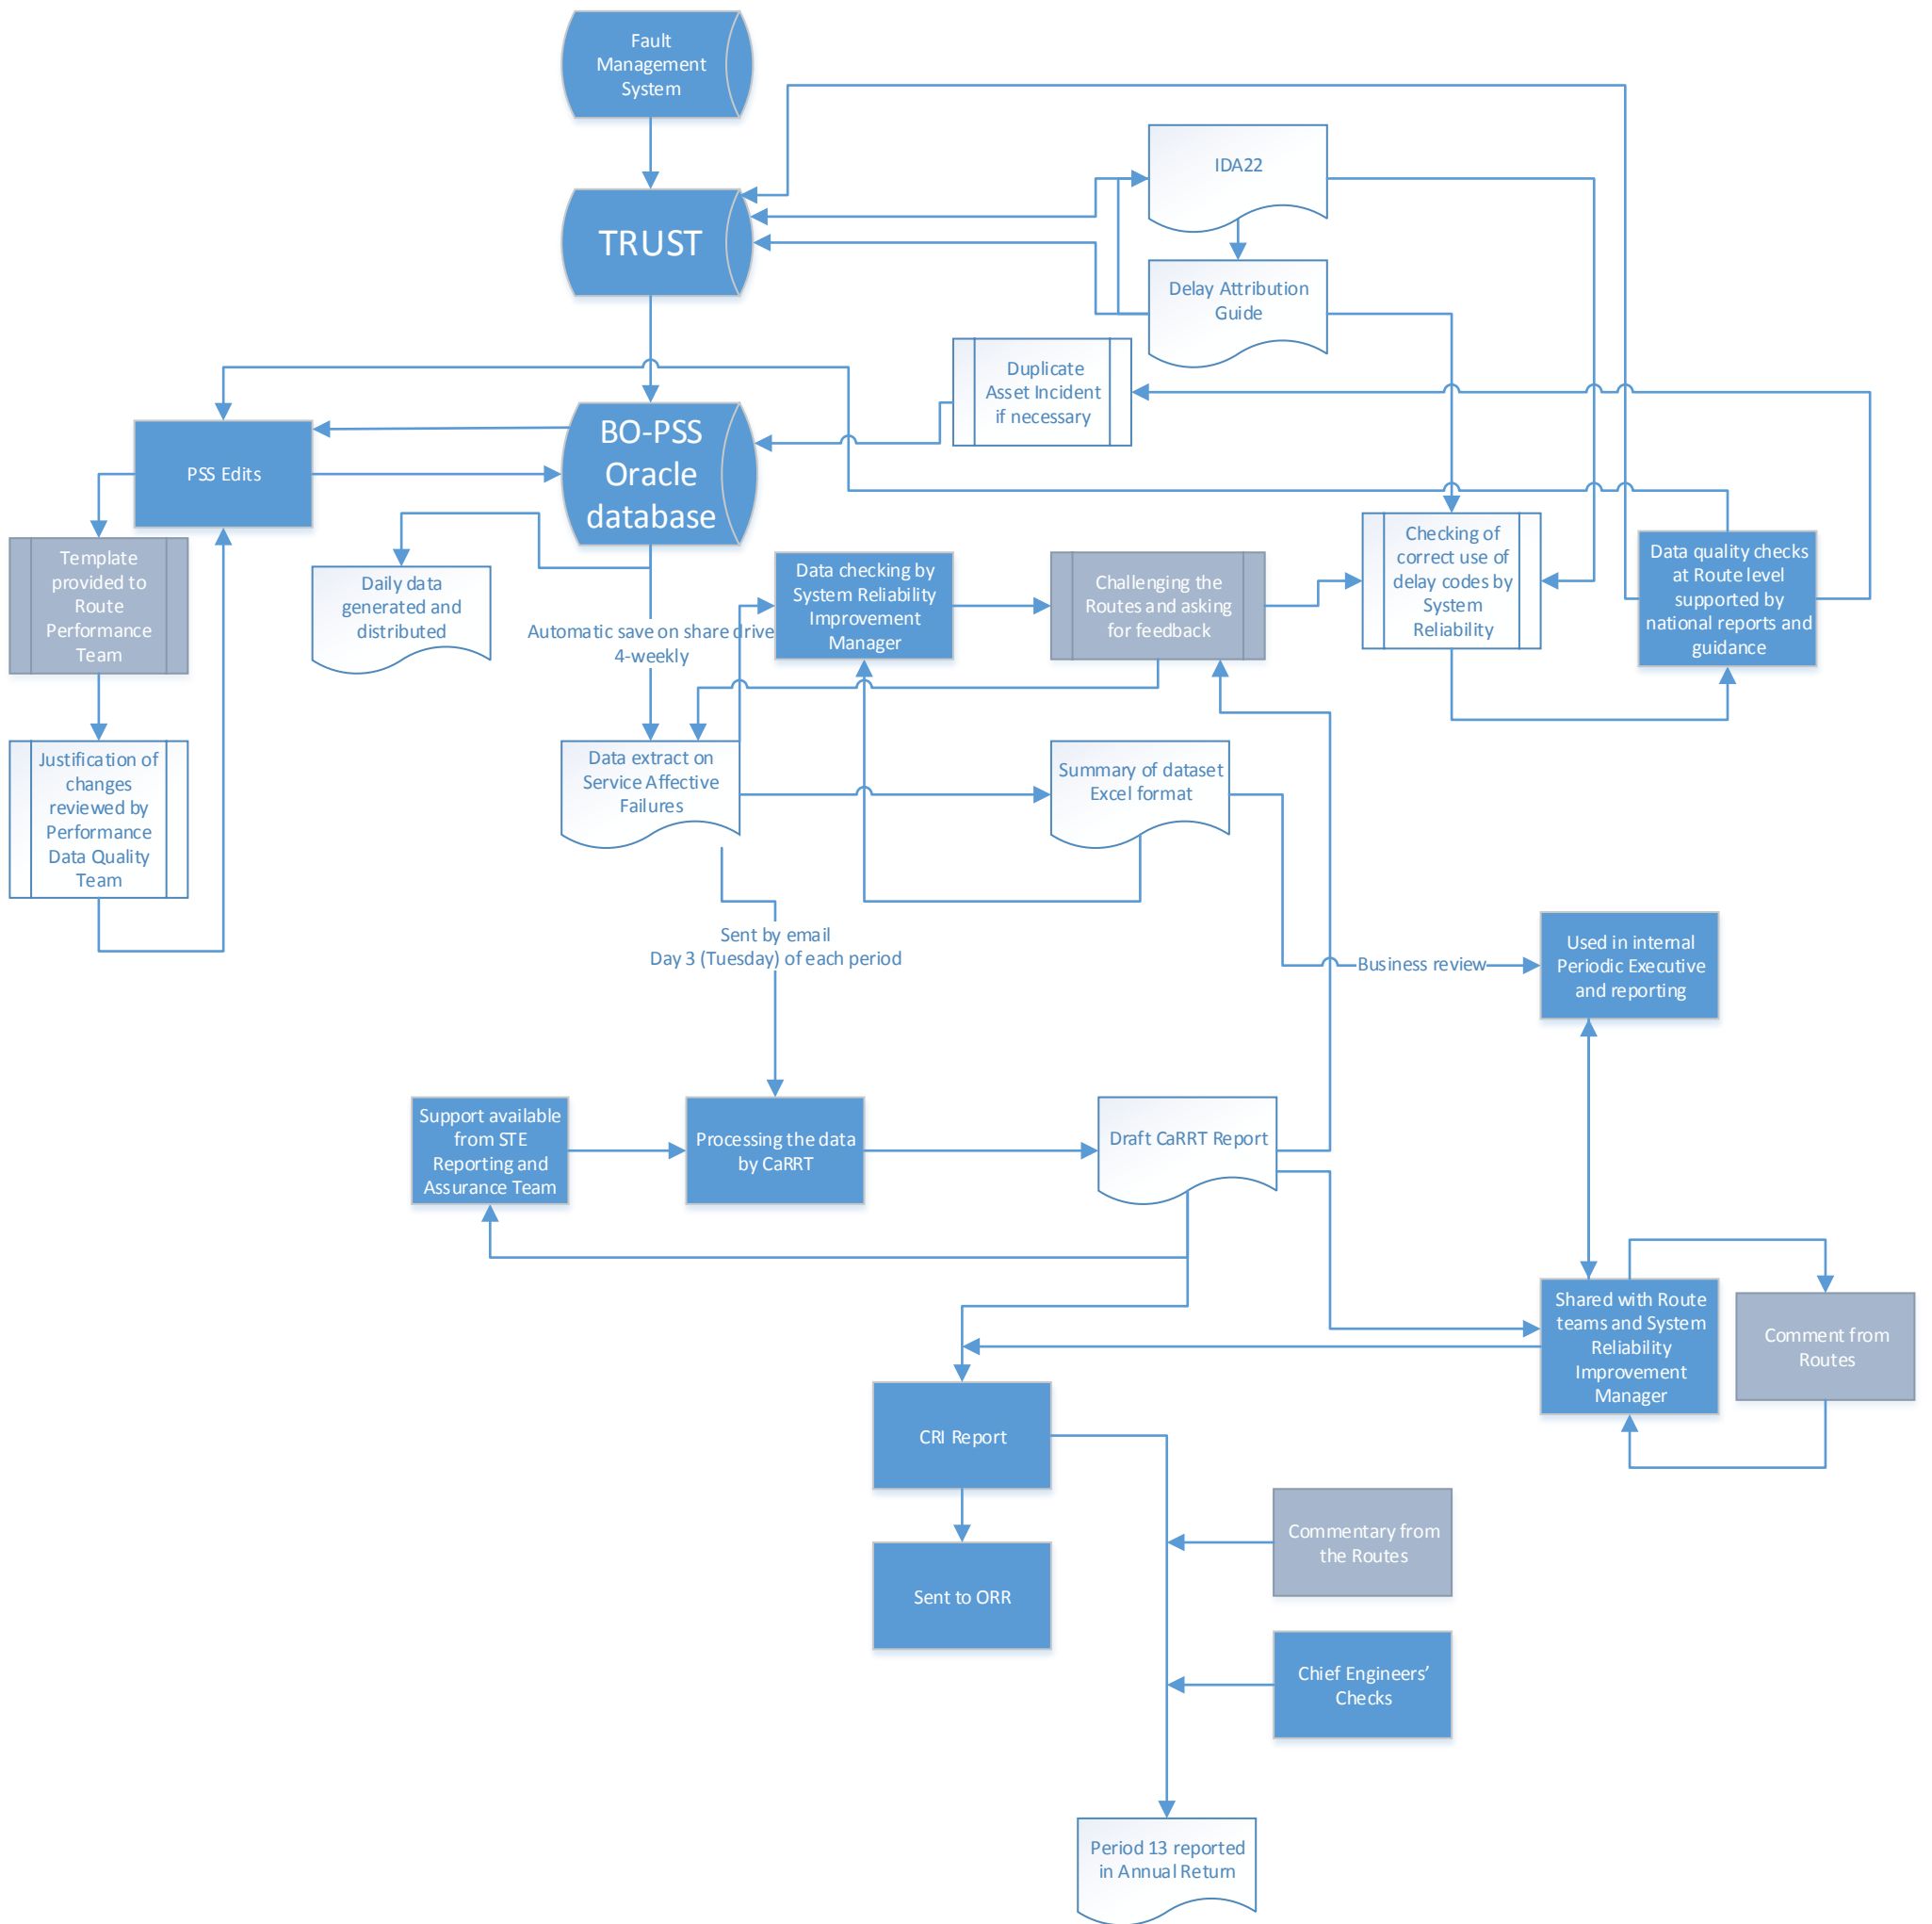 Fault
Management
System
TRUST
IDA22
Delay Attribution
Guide
Duplicate
Asset Incident
if necessary
BO-PSS
Oracle
database
PSS Edits
Template
provided to
Route
Performance
Team
Daily data
generated and
distributed
Automatic save on share drive
4-weekly
Data checking by
System Reliability
Improvement
Manager
Challenging the
Routes and asking
for feedback
Checking of
correct use of
delay codes by
System
Reliability
Data quality checks
at Route level
supported by
national reports and
guidance
Justification of
changes
reviewed by
Performance
Data Quality
Team
Data extract on
Service Affective
Failures
Summary of dataset
Excel format
Sent by email
Day 3 (Tuesday) of each period
Business review
Used in internal
Periodic Executive
and reporting
Support available
from STE
Reporting and
Assurance Team
Processing the data
by CaRRT
Draft CaRRT Report
Shared with Route
teams and System
Reliability
Improvement
Manager
Comment from
Routes
CRI Report
Commentary from
the Routes
Sent to ORR
Chief Engineers’
Checks
Period 13 reported
in Annual Return